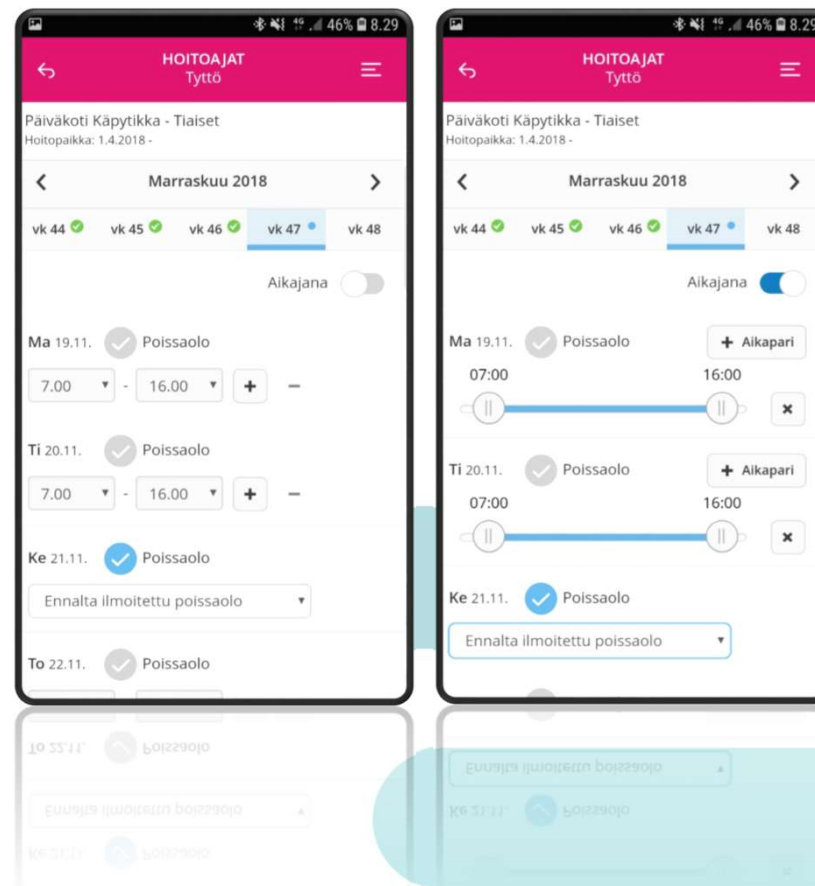 46% 8.29
HOITOAJAT
Tyttö
Päiväkoti Käpytikka - Tiaiset
Hoitopaikka: 1.4.2018 -
Marraskuu 2018
vk 44 vk 45 vk 46 vk 47 vk 48
Aikajana
Ma 19.11. Poissaolo
7.00 - 16.00 + −
Ti 20.11. Poissaolo
7.00 - 16.00 + −
Ke 21.11. Poissaolo
Ennalta ilmoitettu poissaolo
To 22.11. Poissaolo
4G 46% 8.29
HOITOAJAT
Tyttö
Päiväkoti Käpytikka - Tiaiset
Hoitopaikka: 1.4.2018 -
Marraskuu 2018
vk 44 vk 45 vk 46 vk 47 vk 48
Aikajana
Ma 19.11. Poissaolo + Aikapari
07:00 16:00
Ti 20.11. Poissaolo + Aikapari
07:00 16:00
Ke 21.11. Poissaolo
Ennalta ilmoitettu poissaolo